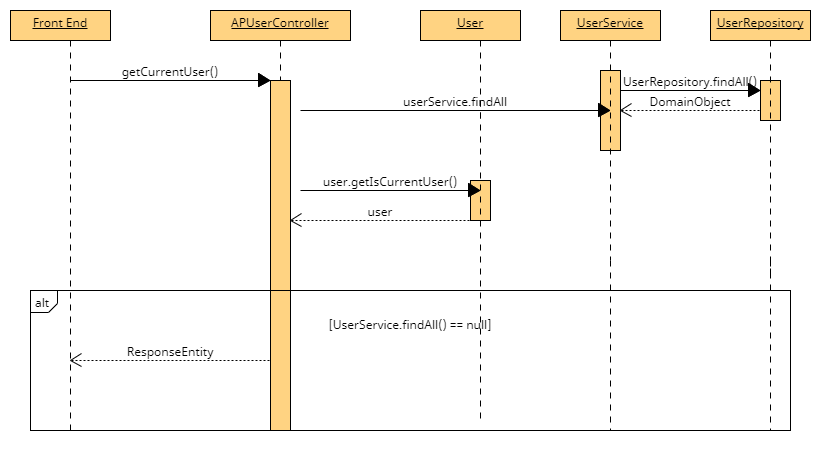 Front End
APUserController
User
UserService
UserRepository
getCurrentUser()
UserRepository.findAll()
userService.findAll
DomainObject
user.getIsCurrentUser()
user
alt
[UserService.findAll() == null]
ResponseEntity